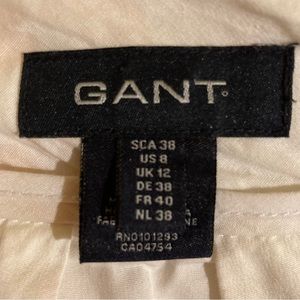 GANT
SCA 38
US 8
UK 12
DE 38
FR 40
NL 38
RN0101293
CA04754